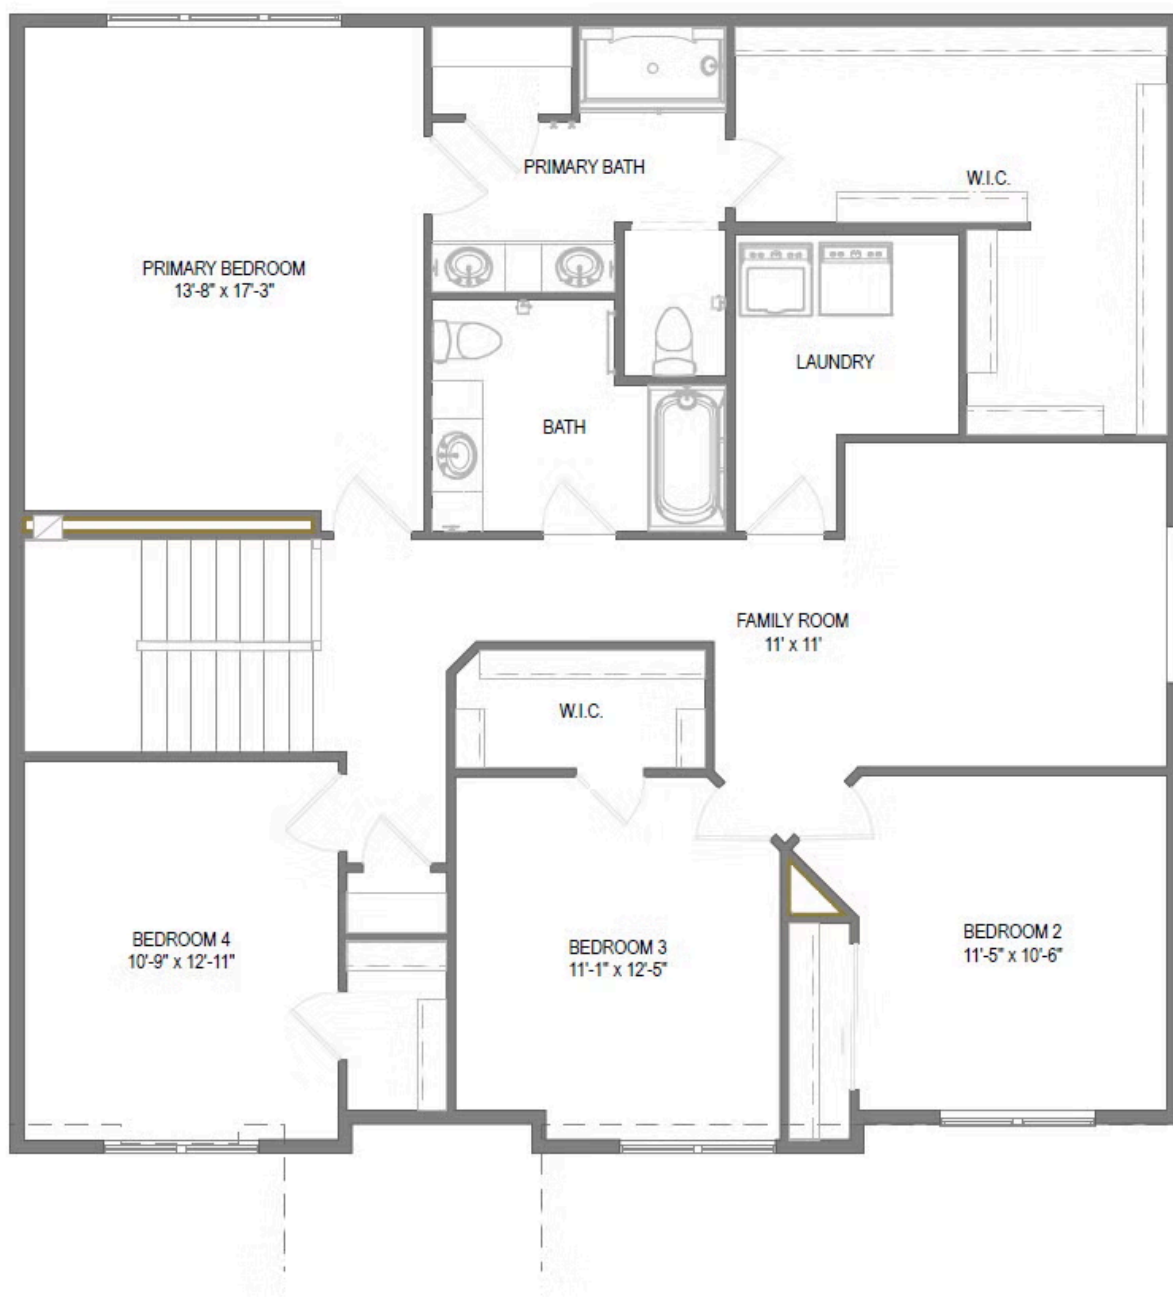 PRIMARY BATH
W.I.C.
PRIMARY BEDROOM
13'-8" x 17'-3"
LAUNDRY
BATH
FAMILY ROOM
11' x 11'
W.I.C.
BEDROOM 4
10'-9" x 12'-11"
BEDROOM 3
11'-1" x 12'-5"
BEDROOM 2
11'-5" x 10'-6"